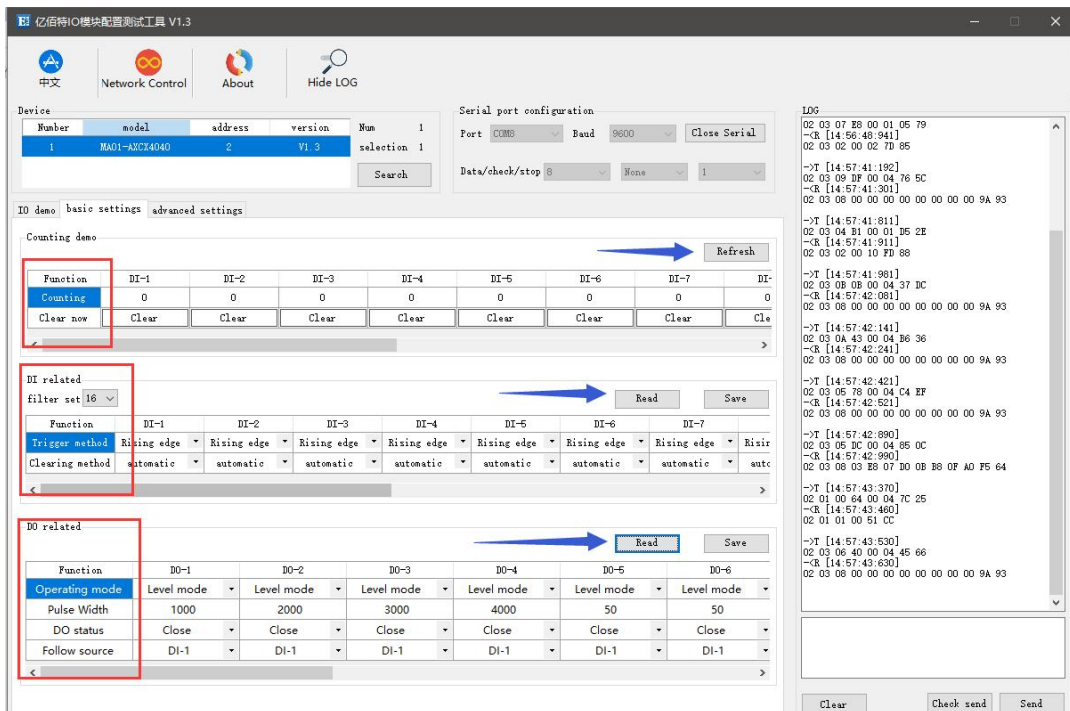 亿佰特IO模块配置测试工具 V1.3
中文 Network Control About Hide LOG
Device
Number model address version
1 MA01-AXCX4040 2 V1.3
Num 1
selection 1
Search
Serial port configuration
Port COM8 Baud 9600 Close Serial
Data/check/stop 8 None 1
IO demo basic settings advanced settings
Counting demo
Refresh
Function DI-1 DI-2 DI-3 DI-4 DI-5 DI-6 DI-7 DI-
Counting 0 0 0 0 0 0 0 0
Clear now Clear Clear Clear Clear Clear Clear Clear Cle
DI related
filter set 16 Read Save
Function DI-1 DI-2 DI-3 DI-4 DI-5 DI-6 DI-7
Trigger method Rising edge Rising edge Rising edge Rising edge Rising edge Rising edge Rising edge Risir
Clearing method automatic automatic automatic automatic automatic automatic automatic autc
DO related
Read Save
Function DO-1 DO-2 DO-3 DO-4 DO-5 DO-6
Operating mode Level mode Level mode Level mode Level mode Level mode Level mode
Pulse Width 1000 2000 3000 4000 50 50
DO status Close Close Close Close Close Close
Follow source DI-1 DI-1 DI-1 DI-1 DI-1 DI-1
LOG
02 03 07 E8 00 01 05 79
-<R [14:56:48:941]
02 03 02 00 02 7D 85
->T [14:57:41:192]
02 03 09 DF 00 04 76 5C
-<R [14:57:41:301]
02 03 08 00 00 00 00 00 00 00 00 9A 93
->T [14:57:41:811]
02 03 04 B1 00 01 D5 2E
-<R [14:57:41:911]
02 03 02 00 10 FD 88
->T [14:57:41:981]
02 03 0B 0B 00 04 37 DC
-<R [14:57:42:081]
02 03 08 00 00 00 00 00 00 00 00 9A 93
->T [14:57:42:141]
02 03 0A 43 00 04 B6 36
-<R [14:57:42:241]
02 03 08 00 00 00 00 00 00 00 00 9A 93
->T [14:57:42:421]
02 03 05 78 00 04 C4 EF
-<R [14:57:42:521]
02 03 08 00 00 00 00 00 00 00 00 9A 93
->T [14:57:42:890]
02 03 05 DC 00 04 85 0C
-<R [14:57:42:990]
02 03 08 03 E8 07 D0 0B B8 0F A0 F5 64
->T [14:57:43:370]
02 01 00 64 00 04 7C 25
-<R [14:57:43:460]
02 01 01 00 51 CC
->T [14:57:43:530]
02 03 06 40 00 04 45 66
-<R [14:57:43:630]
02 03 08 00 00 00 00 00 00 00 00 9A 93
Clear Check send Send